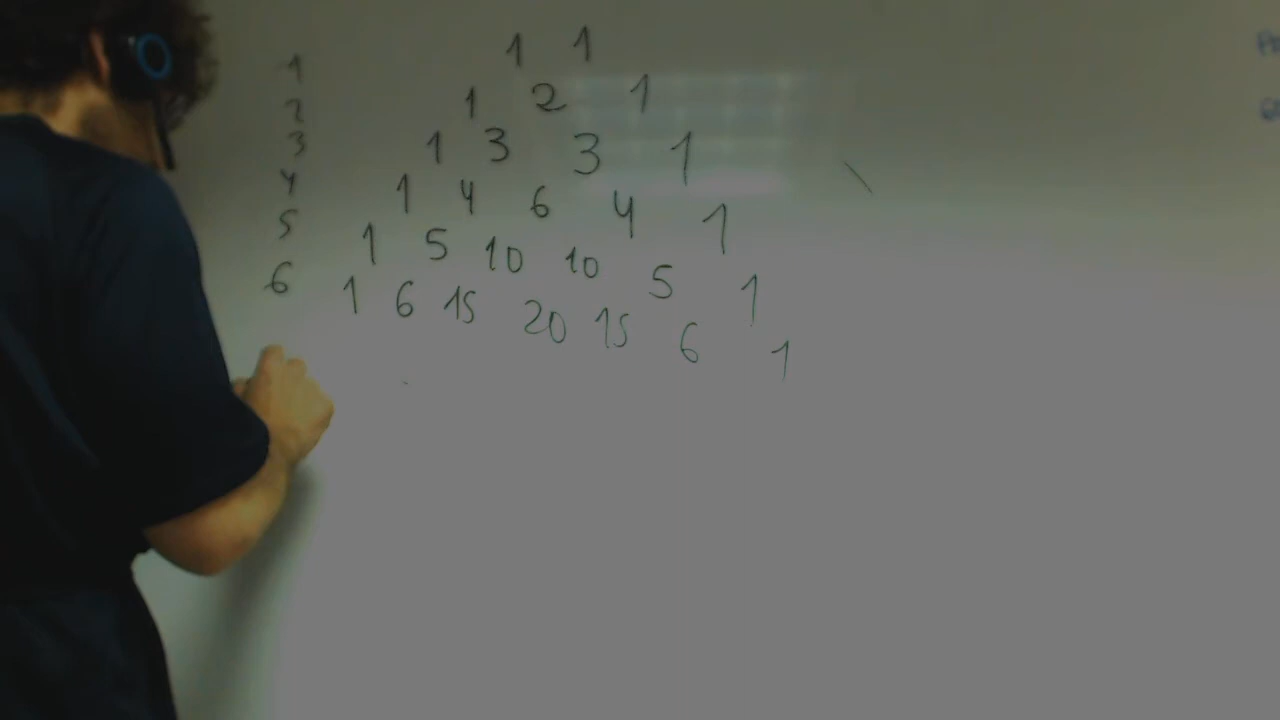 1 1 1
2 1 2 1
3 1 3 3 1
4 1 4 6 4 1
5 1 5 10 10 5 1
6 1 6 15 20 15 6 1